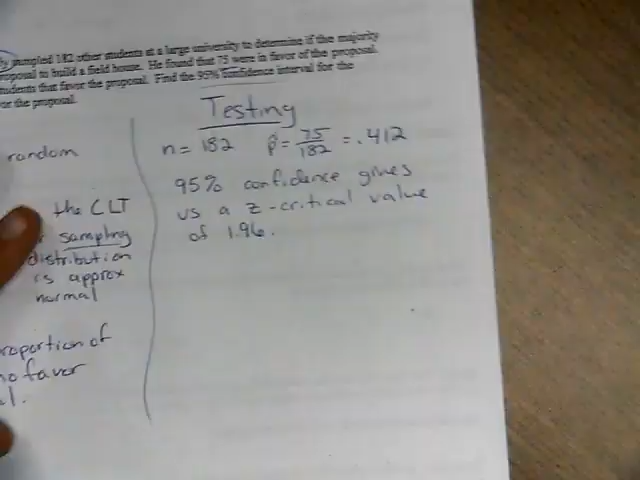 sampled 182 other students at a large university to determine if the majority
proposal to build a field house. He found that 75 were in favor of the proposal.
students that favor the proposal. Find the 95% confidence interval for the
the proposal.
Testing
n = 182 p̂ = 75/182 = .412
95% confidence gives
us a z-critical value
of 1.96.
random
the CLT
sampling
distribution
is approx
normal
proportion of
favor